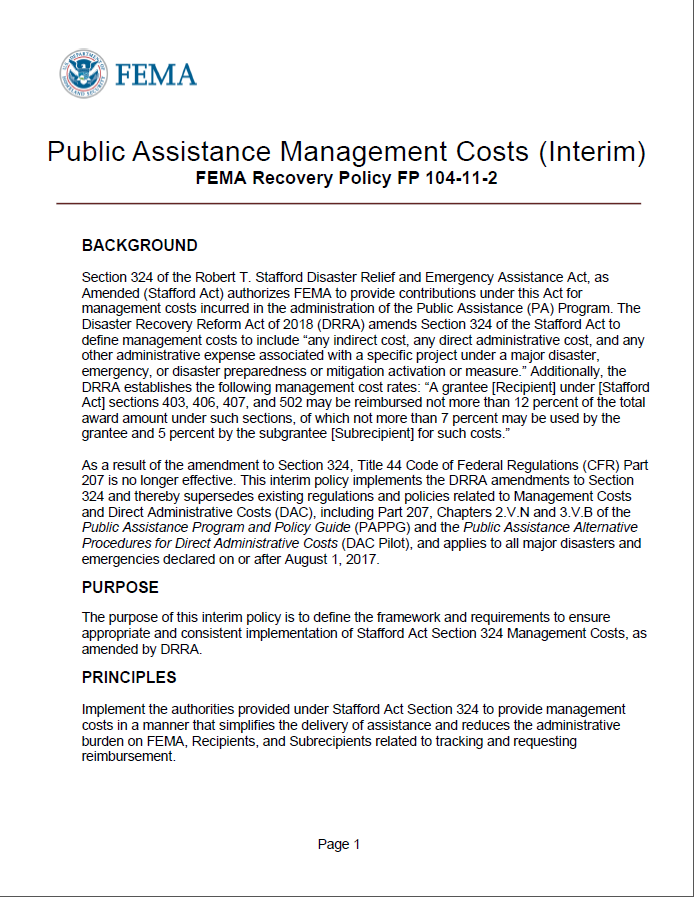 FEMA
Public Assistance Management Costs (Interim)
FEMA Recovery Policy FP 104-11-2
BACKGROUND
Section 324 of the Robert T. Stafford Disaster Relief and Emergency Assistance Act, as
Amended (Stafford Act) authorizes FEMA to provide contributions under this Act for
management costs incurred in the administration of the Public Assistance (PA) Program. The
Disaster Recovery Reform Act of 2018 (DRRA) amends Section 324 of the Stafford Act to
define management costs to include “any indirect cost, any direct administrative cost, and any
other administrative expense associated with a specific project under a major disaster,
emergency, or disaster preparedness or mitigation activation or measure.” Additionally, the
DRRA establishes the following management cost rates: “A grantee [Recipient] under [Stafford
Act] sections 403, 406, 407, and 502 may be reimbursed not more than 12 percent of the total
award amount under such sections, of which not more than 7 percent may be used by the
grantee and 5 percent by the subgrantee [Subrecipient] for such costs.”
As a result of the amendment to Section 324, Title 44 Code of Federal Regulations (CFR) Part
207 is no longer effective. This interim policy implements the DRRA amendments to Section
324 and thereby supersedes existing regulations and policies related to Management Costs
and Direct Administrative Costs (DAC), including Part 207, Chapters 2.V.N and 3.V.B of the
Public Assistance Program and Policy Guide (PAPPG) and the Public Assistance Alternative
Procedures for Direct Administrative Costs (DAC Pilot), and applies to all major disasters and
emergencies declared on or after August 1, 2017.
PURPOSE
The purpose of this interim policy is to define the framework and requirements to ensure
appropriate and consistent implementation of Stafford Act Section 324 Management Costs, as
amended by DRRA.
PRINCIPLES
Implement the authorities provided under Stafford Act Section 324 to provide management
costs in a manner that simplifies the delivery of assistance and reduces the administrative
burden on FEMA, Recipients, and Subrecipients related to tracking and requesting
reimbursement.
Page 1